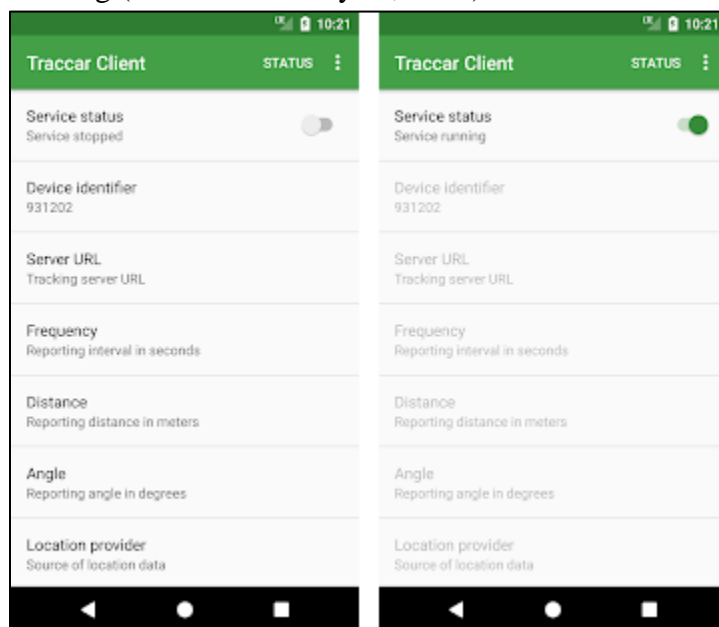 10:21
Traccar Client STATUS
Service status
Service stopped
Device identifier
931202
Server URL
Tracking server URL
Frequency
Reporting interval in seconds
Distance
Reporting distance in meters
Angle
Reporting angle in degrees
Location provider
Source of location data
10:21
Traccar Client STATUS
Service status
Service running
Device identifier
931202
Server URL
Tracking server URL
Frequency
Reporting interval in seconds
Distance
Reporting distance in meters
Angle
Reporting angle in degrees
Location provider
Source of location data